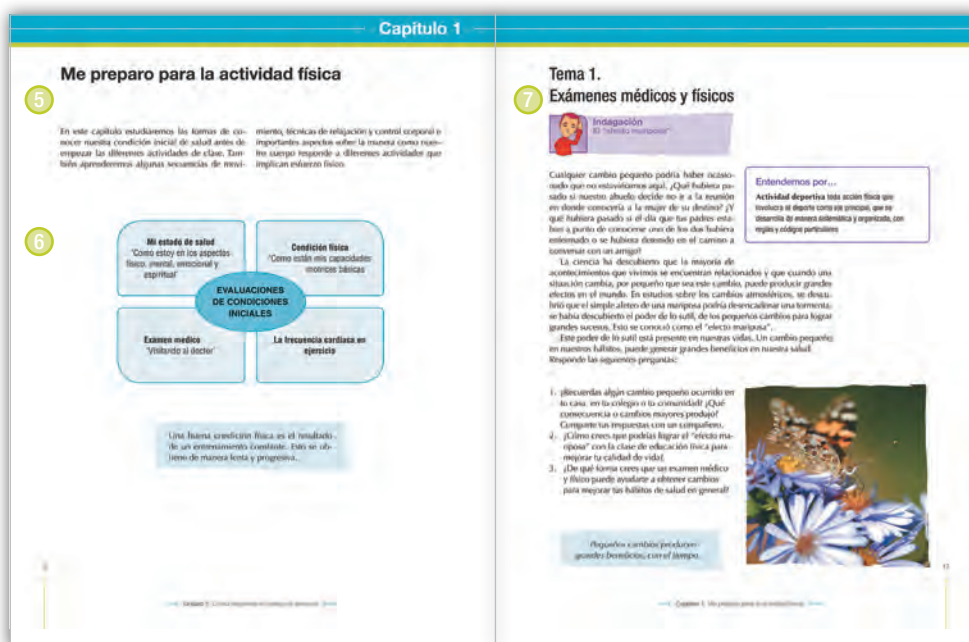 Capítulo 1
Me preparo para la actividad física
5
En este capítulo estudiaremos las formas de co-
nocer nuestra condición inicial de salud antes de
empezar las diferentes actividades de clase. Tam-
bién aprenderemos algunas secuencias de movi-
miento, técnicas de relajación y control corporal e
importantes aspectos sobre la manera como nues-
tro cuerpo responde a diferentes actividades que
implican esfuerzo físico.
6
Mi estado de salud
"Como estoy en los aspectos
físico, mental, emocional y
espiritual"
Condición física
"Como están mis capacidades
motrices básicas
EVALUACIONES
DE CONDICIONES
INICIALES
Examen médico
"Visitando al doctor"
La frecuencia cardiaca en
ejercicio
Una buena condición física es el resultado
de un entrenamiento constante. Esto se ob-
tiene de manera lenta y progresiva.
Tema 1.
7
Exámenes médicos y físicos
Indagación
El "efecto mariposa"
Cualquier cambio pequeño podría haber ocasio-
nado que no estuviéramos aquí. ¿Qué hubiera pa-
sado si nuestro abuelo decide no ir a la reunión
en donde conocería a la mujer de su destino? ¿Y
qué hubiera pasado si el día que tus padres esta-
ban a punto de conocerse uno de los dos hubiera
enfermado o se hubiera detenido en el camino a
conversar con un amigo?
Entendemos por...
Actividad deportiva toda acción física que
involucra al deporte como eje principal, que se
desarrolla de manera sistemática y organizada, con
reglas y códigos particulares
La ciencia ha descubierto que la mayoría de
acontecimientos que vivimos se encuentran relacionados y que cuando una
situación cambia, por pequeño que sea este cambio, puede producir grandes
efectos en el mundo. En estudios sobre los cambios atmosféricos, se descu-
brió que el simple aleteo de una mariposa podría desencadenar una tormenta,
se había descubierto el poder de lo sutil, de los pequeños cambios para lograr
grandes sucesos. Esto se conoció como el "efecto mariposa".
Este poder de lo sutil está presente en nuestras vidas. Un cambio pequeño
en nuestros hábitos, puede generar grandes beneficios en nuestra salud.
Responde las siguientes preguntas:
1. ¿Recuerdas algún cambio pequeño ocurrido en
tu casa, en tu colegio o tu comunidad? ¿Qué
consecuencia o cambios mayores produjo?
Comparte tus respuestas con un compañero.
2. ¿Cómo crees que podrías lograr el "efecto ma-
riposa" con la clase de educación física para
mejorar tu calidad de vida?
3. ¿De qué forma crees que un examen médico
y físico puede ayudarte a obtener cambios
para mejorar tus hábitos de salud en general?
Pequeños cambios producen
grandes beneficios, con el tiempo.
Capítulo 1. Me preparo para la actividad física